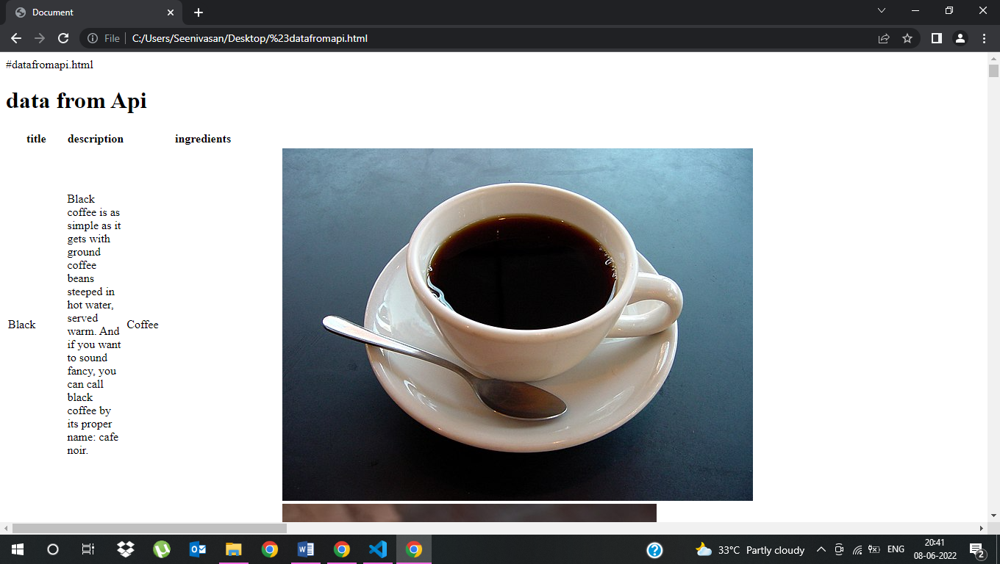 Document
File
C:/Users/Seenivasan/Desktop/%23datafromapi.html
#datafromapi.html
data from Api
title description ingredients
Black
Black
coffee is as
simple as it
gets with
ground
coffee
beans
steeped in
hot water,
served
warm. And
if you want
to sound
fancy, you
can call
black
coffee by
its proper
name: cafe
noir.
Coffee
33°C Partly cloudy
ENG
20:41
08-06-2022
2